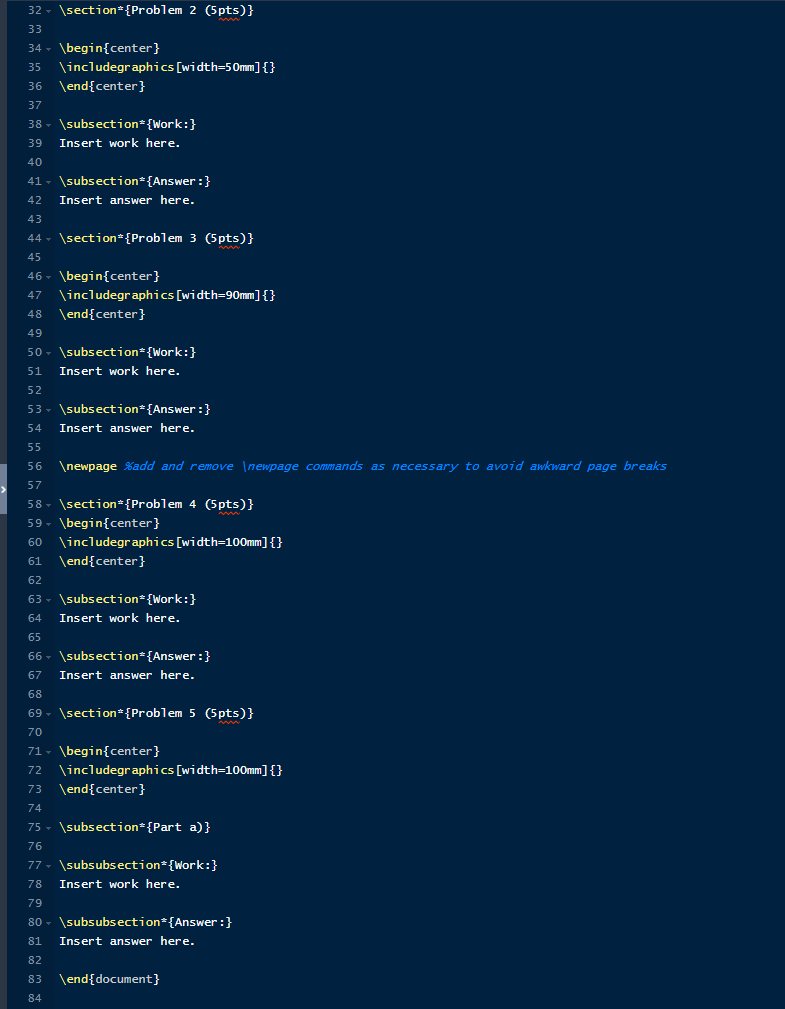 32 \section*{Problem 2 (5pts)}
33
34 \begin{center}
35 \includegraphics[width=50mm]{}
36 \end{center}
37
38 \subsection*{Work:}
39 Insert work here.
40
41 \subsection*{Answer:}
42 Insert answer here.
43
44 \section*{Problem 3 (5pts)}
45
46 \begin{center}
47 \includegraphics[width=90mm]{}
48 \end{center}
49
50 \subsection*{Work:}
51 Insert work here.
52
53 \subsection*{Answer:}
54 Insert answer here.
55
56 \newpage %add and remove \newpage commands as necessary to avoid awkward page breaks
57
58 \section*{Problem 4 (5pts)}
59 \begin{center}
60 \includegraphics[width=100mm]{}
61 \end{center}
62
63 \subsection*{Work:}
64 Insert work here.
65
66 \subsection*{Answer:}
67 Insert answer here.
68
69 \section*{Problem 5 (5pts)}
70
71 \begin{center}
72 \includegraphics[width=100mm]{}
73 \end{center}
74
75 \subsection*{Part a)}
76
77 \subsubsection*{Work:}
78 Insert work here.
79
80 \subsubsection*{Answer:}
81 Insert answer here.
82
83 \end{document}
84